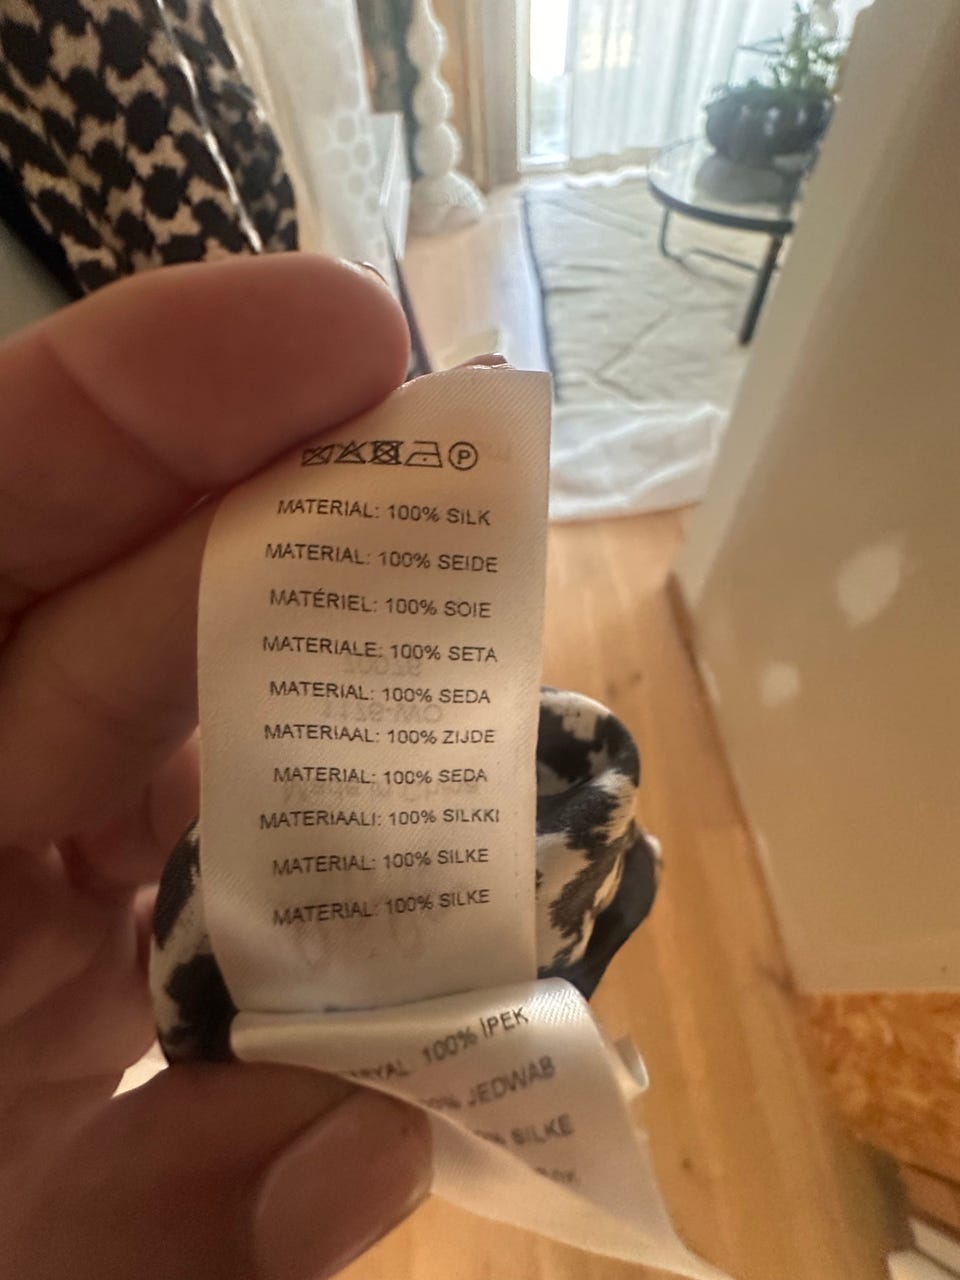 P
MATERIAL: 100% SILK
MATERIAL: 100% SEIDE
MATÉRIEL: 100% SOIE
MATERIALE: 100% SETA
MATERIAL: 100% SEDA
MATERIAAL: 100% ZIJDE
MATERIAL: 100% SEDA
MATERIAALI: 100% SILKKI
MATERIAL: 100% SILKE
MATERIAL: 100% SILKE
100% İPEK
JEDWAB
SILKE